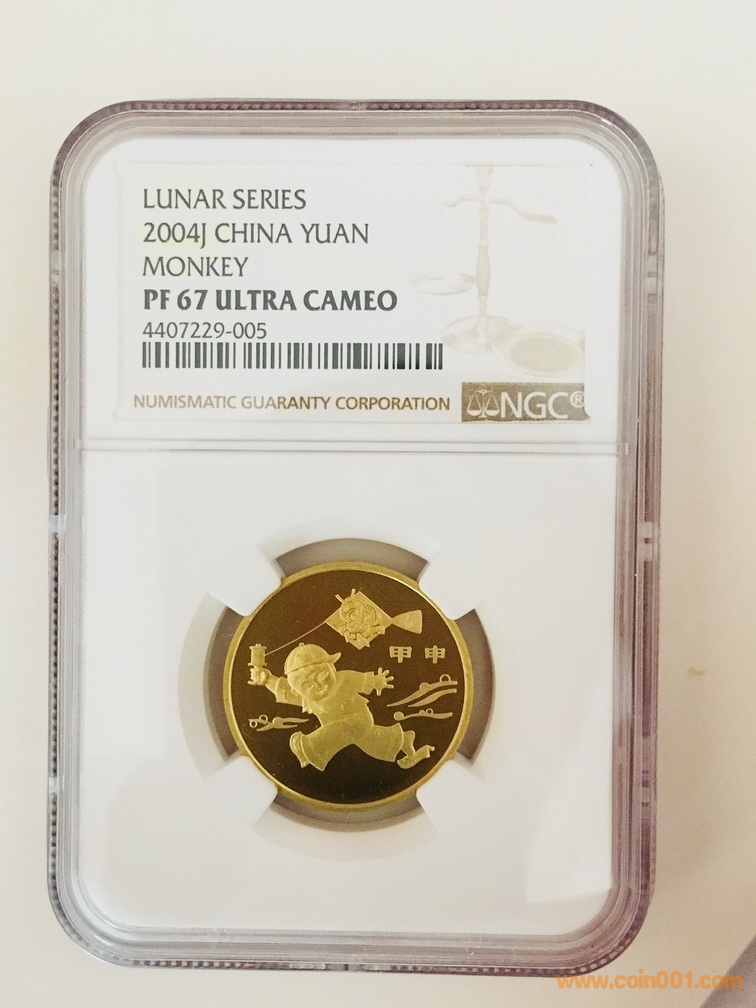 LUNAR SERIES
2004J CHINA YUAN
MONKEY
PF 67 ULTRA CAMEO
4407229-005
NUMISMATIC GUARANTY CORPORATION
NGC®
甲申
www.coin001.com